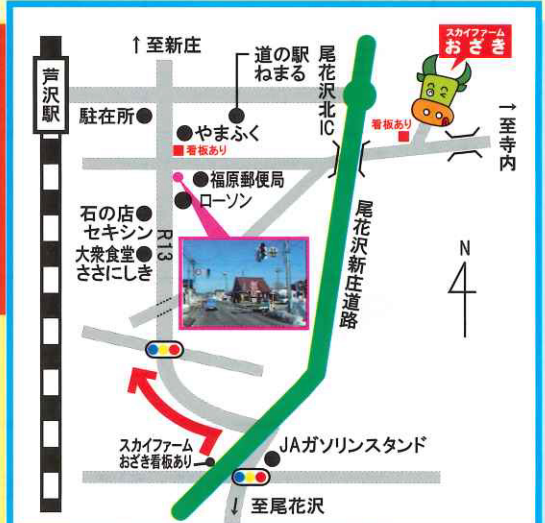 スカイファーム
おざき
↑至新庄
道の駅
ねまる
尾花沢北IC
芦沢駅
駐在所
やまふく
看板あり
看板あり
→至寺内
福原郵便局
ローソン
石の店
セキシン
R13
大衆食堂
ささにしき
尾花沢新庄道路
N
スカイファーム
おざき看板あり
JAガソリンスタンド
↓至尾花沢